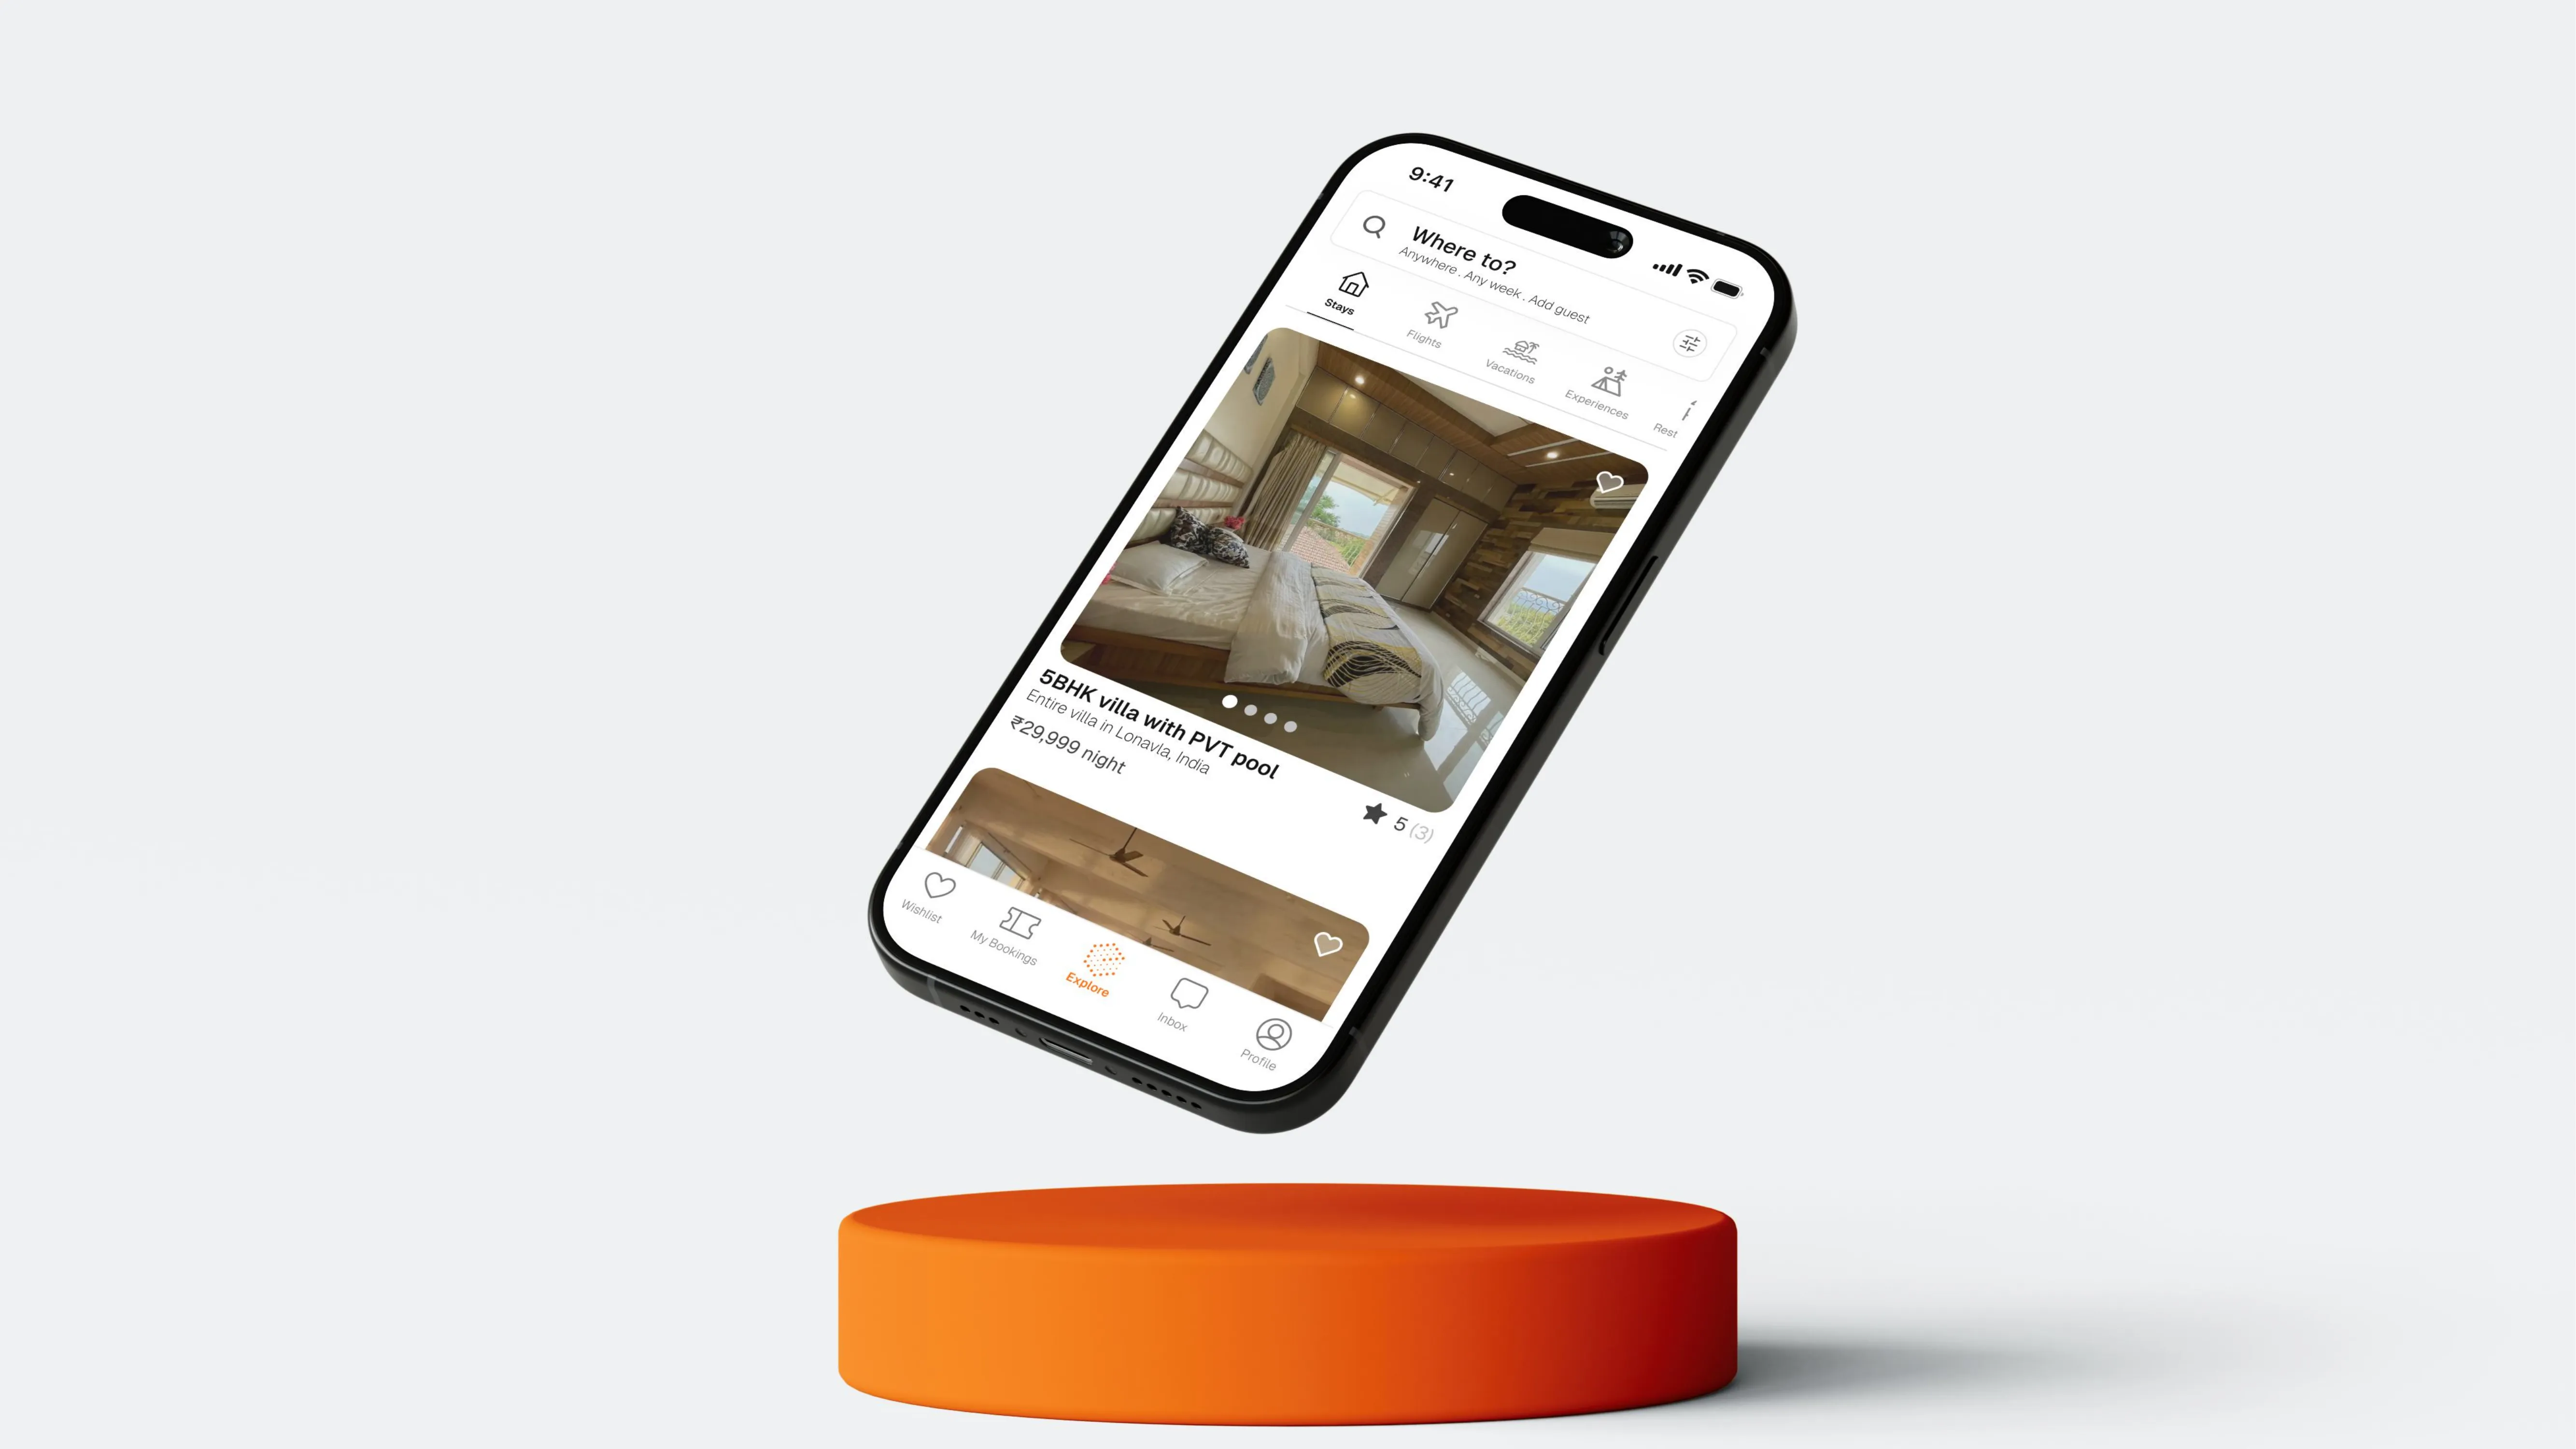 9:41
Where to?
Anywhere . Any week . Add guest
Stays
Flights
Vacations
Experiences
Rest
5BHK villa with PVT pool
Entire villa in Lonavla, India
₹29,999 night
5 (3)
Wishlist
My Bookings
Explore
Inbox
Profile